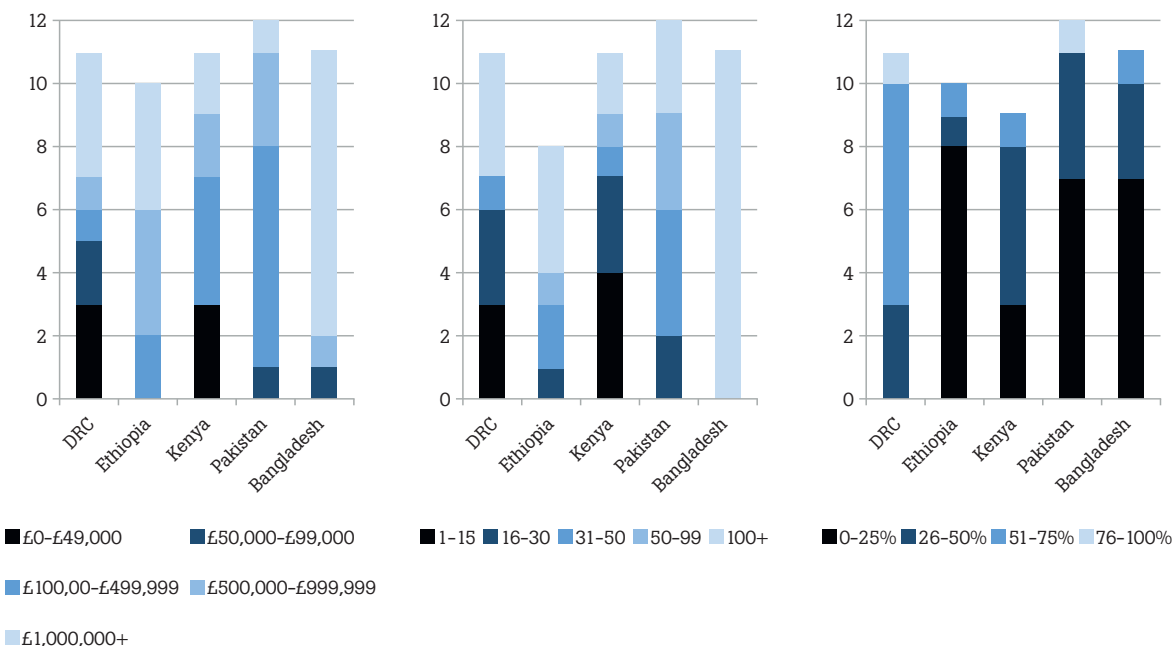 12
10
8
6
4
2
0
DRC
Ethiopia
Kenya
Pakistan
Bangladesh
£0–£49,000 £50,000–£99,000
£100,00–£499,999 £500,000–£999,999
£1,000,000+
12
10
8
6
4
2
0
DRC
Ethiopia
Kenya
Pakistan
Bangladesh
1–15 16–30 31–50 50–99 100+
12
10
8
6
4
2
0
DRC
Ethiopia
Kenya
Pakistan
Bangladesh
0–25% 26–50% 51–75% 76–100%